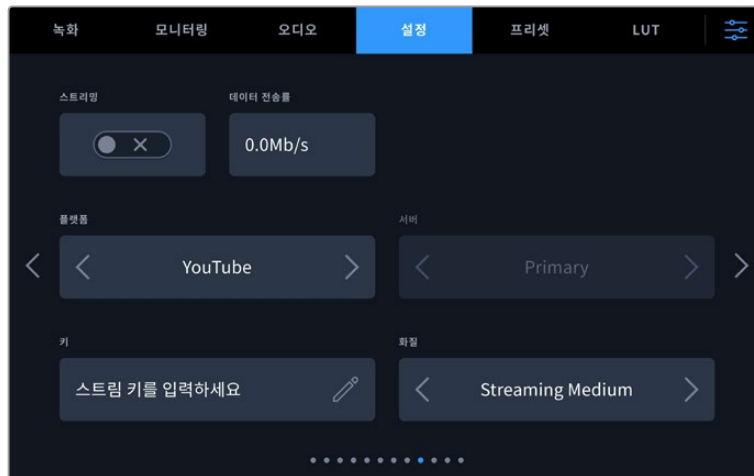 녹화 모니터링 오디오 설정 프리셋 LUT
스트리밍 데이터 전송률
0.0Mb/s
플랫폼 서버
YouTube Primary
키 화질
스트림 키를 입력하세요 Streaming Medium